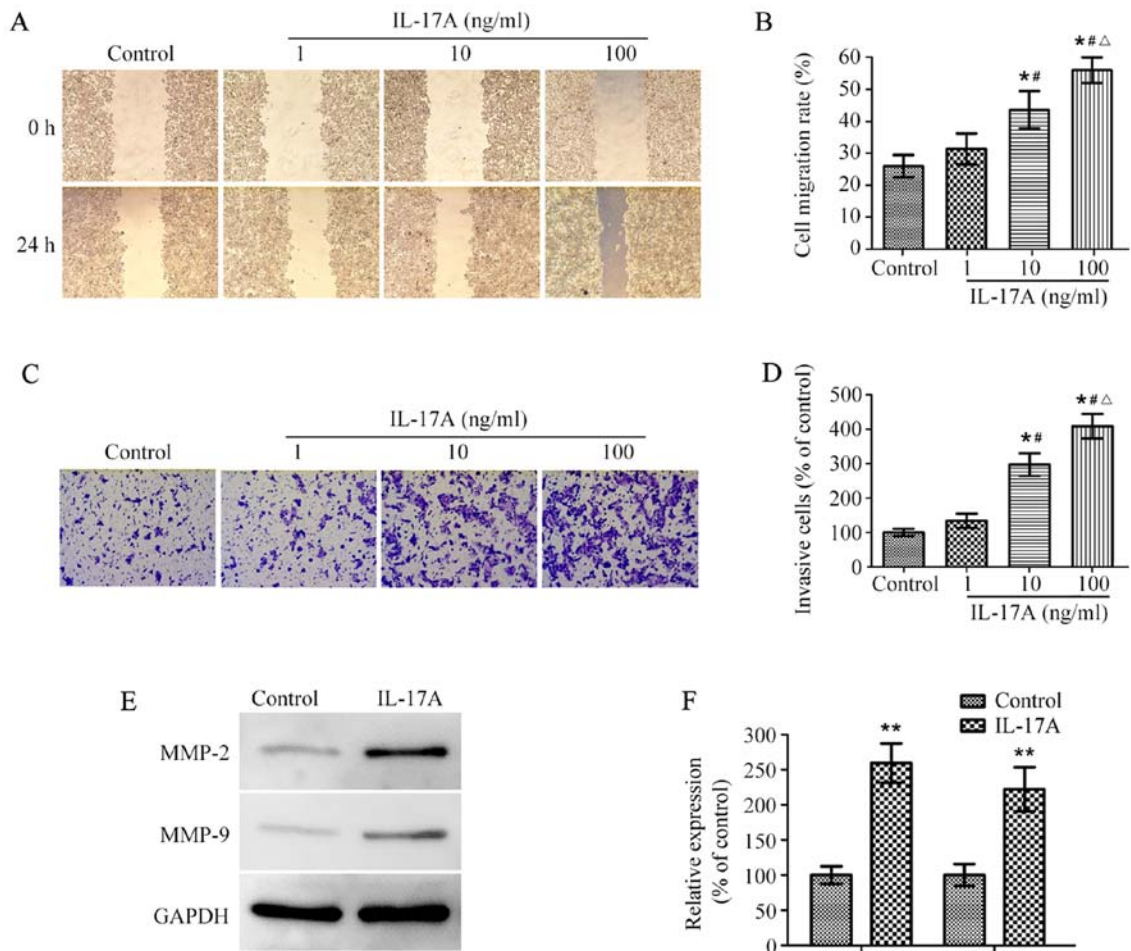 A
IL-17A (ng/ml)
Control 1 10 100
0 h
24 h
B
Cell migration rate (%)
60
50
40
30
20
10
0
*#
*#△
Control 1 10 100
IL-17A (ng/ml)
C
IL-17A (ng/ml)
Control 1 10 100
D
Invasive cells (% of control)
500
400
300
200
100
0
*#
*#△
Control 1 10 100
IL-17A (ng/ml)
E
Control IL-17A
MMP-2
MMP-9
GAPDH
F
Control
IL-17A
Relative expression
(% of control)
300
250
200
150
100
50
0
**
**